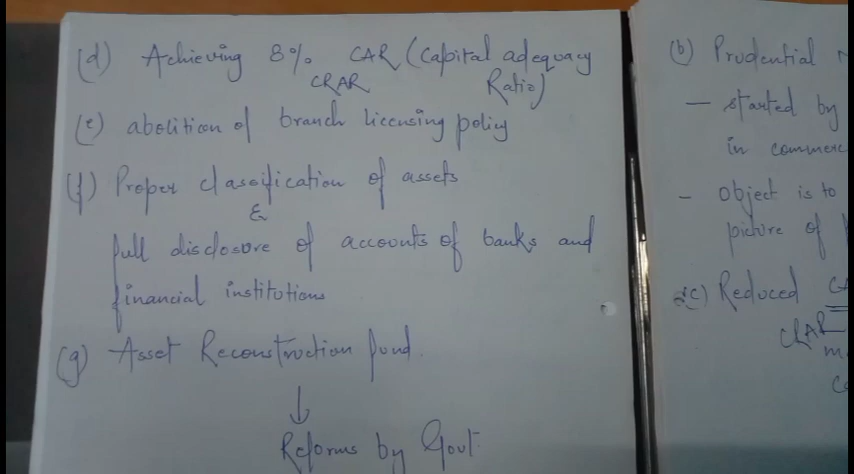 (d) Achieving 8% CAR (Capital adequacy
CRAR Ratio)
(e) abolition of branch licensing policy
(f) Proper classification of assets
&
full disclosure of accounts of banks and
financial institutions
(g) Asset Reconstruction fund.
↓
Reforms by Govt
(b) Prudential
— started by
in commerc
- object is to
picture of
(c) Reduced CA
CRAR